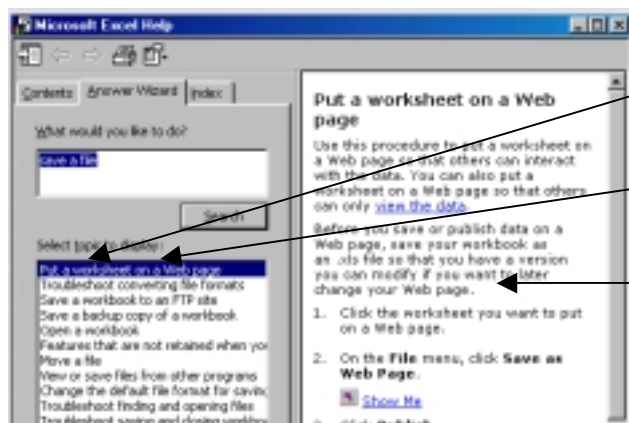 Microsoft Excel Help
Contents Answer Wizard Index
What would you like to do?
save a file
Search
Select topic to display:
Put a worksheet on a Web page
Troubleshoot converting file formats
Save a workbook to an FTP site
Save a backup copy of a workbook
Open a workbook
Features that are not retained when you
Move a file
View or save files from other programs
Change the default file format for saving
Troubleshoot finding and opening files
Troubleshoot saving and closing
Put a worksheet on a Web
page
Use this procedure to put a worksheet on
a Web page so that others can interact
with the data. You can also put a
worksheet on a Web page so that others
can only view the data.
Before you save or publish data on a
Web page, save your workbook as
an .xls file so that you have a version
you can modify if you want to later
change your Web page.
1. Click the worksheet you want to put
on a Web page.
2. On the File menu, click Save as
Web Page.
Show Me